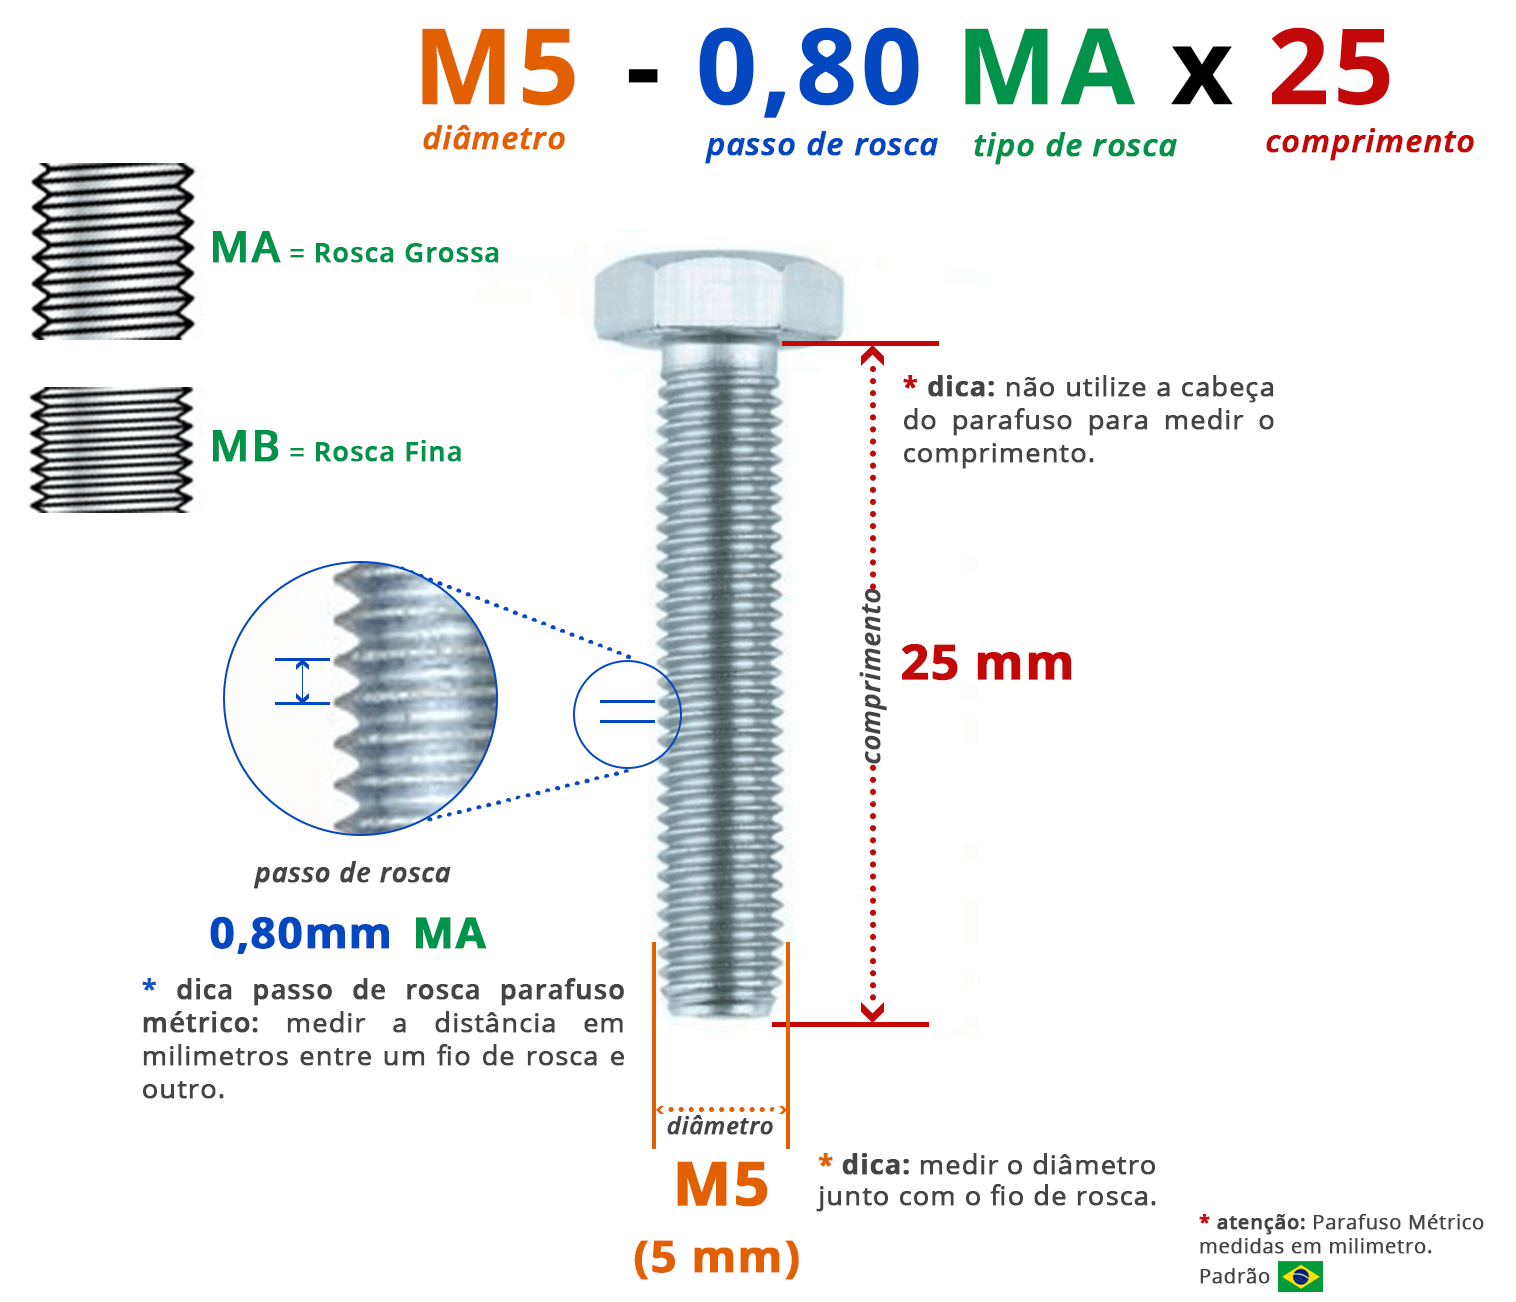 M5 - 0,80 MA x 25
diâmetro passo de rosca tipo de rosca comprimento
MA = Rosca Grossa
MB = Rosca Fina
* dica: não utilize a cabeça
do parafuso para medir o
comprimento.
comprimento
25 mm
passo de rosca
0,80mm MA
* dica passo de rosca parafuso
métrico: medir a distância em
milimetros entre um fio de rosca e
outro.
diâmetro
M5
(5 mm)
* dica: medir o diâmetro
junto com o fio de rosca.
* atenção: Parafuso Métrico
medidas em milimetro.
Padrão